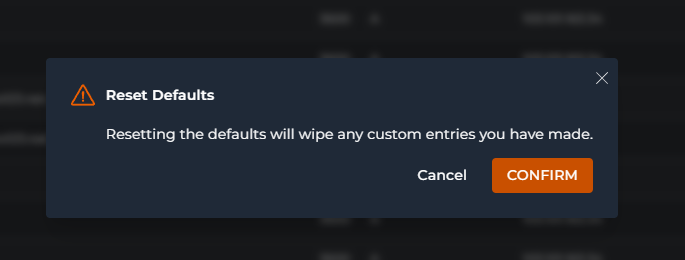 Reset Defaults
Resetting the defaults will wipe any custom entries you have made.
Cancel
CONFIRM